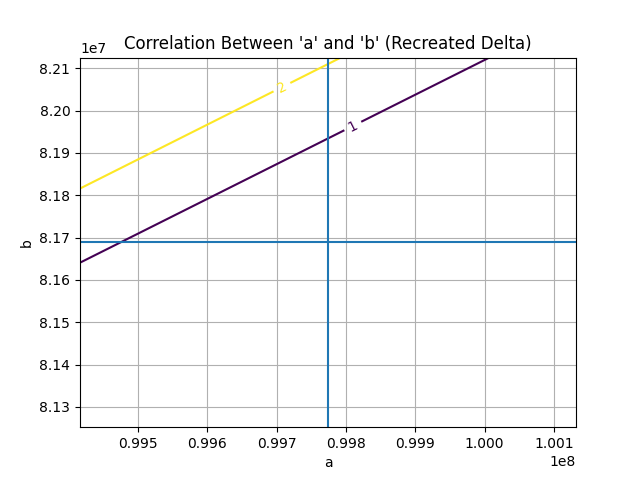 Correlation Between 'a' and 'b' (Recreated Delta)
1e7
8.21
8.20
8.19
8.18
8.17
8.16
8.15
8.14
8.13
b
2
1
0.995 0.996 0.997 0.998 0.999 1.000 1.001
a
1e8